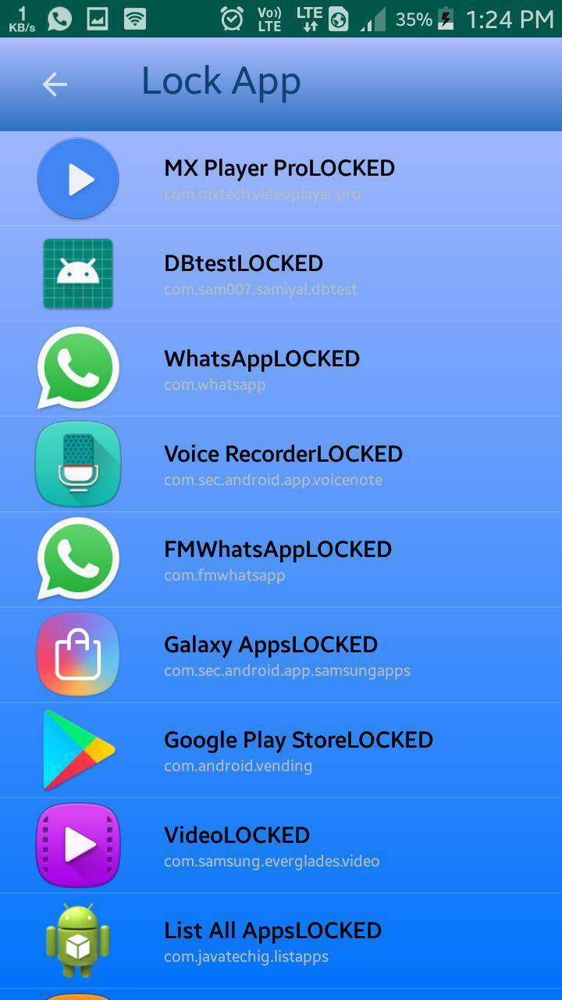 1
KB/s
Vo))
LTE
LTE
35%
1:24 PM
Lock App
MX Player ProLOCKED
com.mxtech.videoplayer.pro
DBtestLOCKED
com.sam007.samiyal.dbtest
WhatsAppLOCKED
com.whatsapp
Voice RecorderLOCKED
com.sec.android.app.voicenote
FMWhatsAppLOCKED
com.fmwhatsapp
Galaxy AppsLOCKED
com.sec.android.app.samsungapps
Google Play StoreLOCKED
com.android.vending
VideoLOCKED
com.samsung.everglades.video
List All AppsLOCKED
com.javatechig.listapps